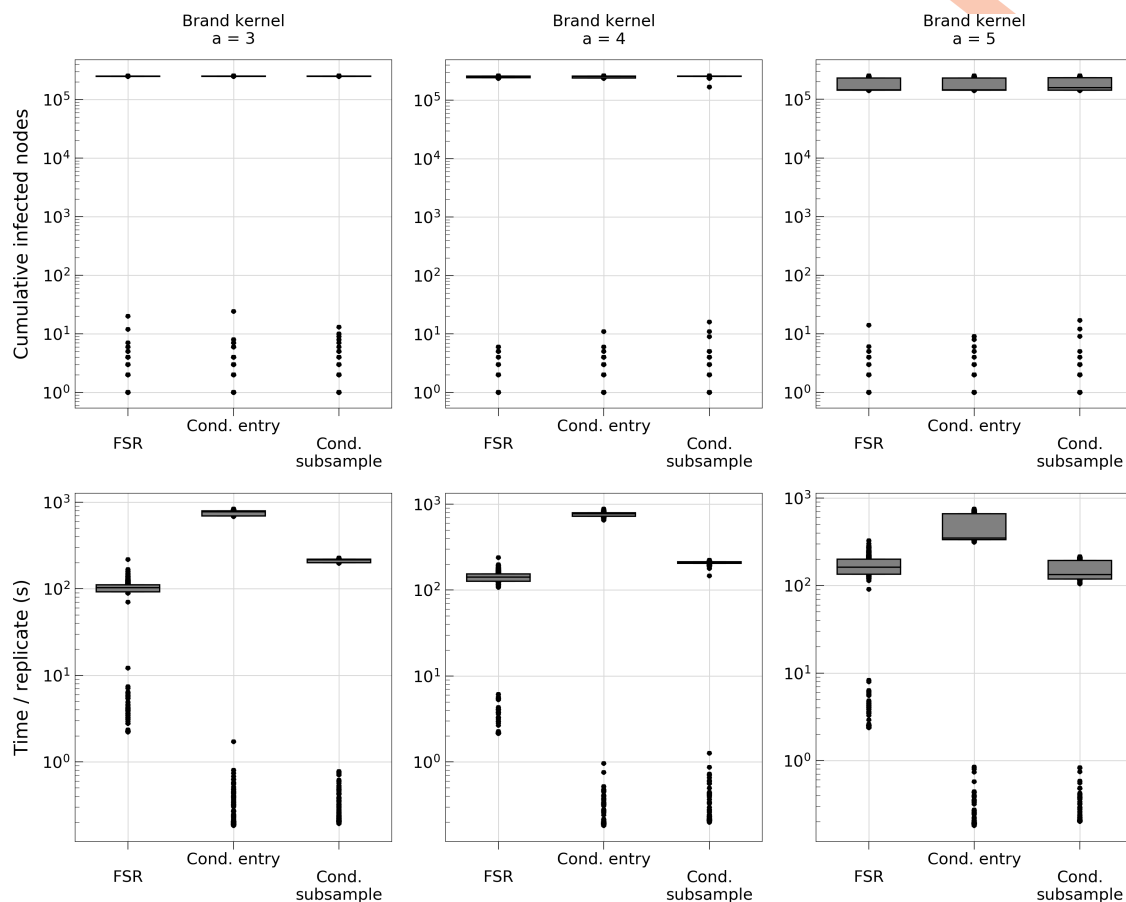 Brand kernel
a = 3
Brand kernel
a = 4
Brand kernel
a = 5
Cumulative infected nodes
10^5
10^4
10^3
10^2
10^1
10^0
10^5
10^4
10^3
10^2
10^1
10^0
10^5
10^4
10^3
10^2
10^1
10^0
FSR
Cond. entry
Cond.
subsample
FSR
Cond. entry
Cond.
subsample
FSR
Cond. entry
Cond.
subsample
Time / replicate (s)
10^3
10^2
10^1
10^0
10^3
10^2
10^1
10^0
10^3
10^2
10^1
10^0
FSR
Cond. entry
Cond.
subsample
FSR
Cond. entry
Cond.
subsample
FSR
Cond. entry
Cond.
subsample